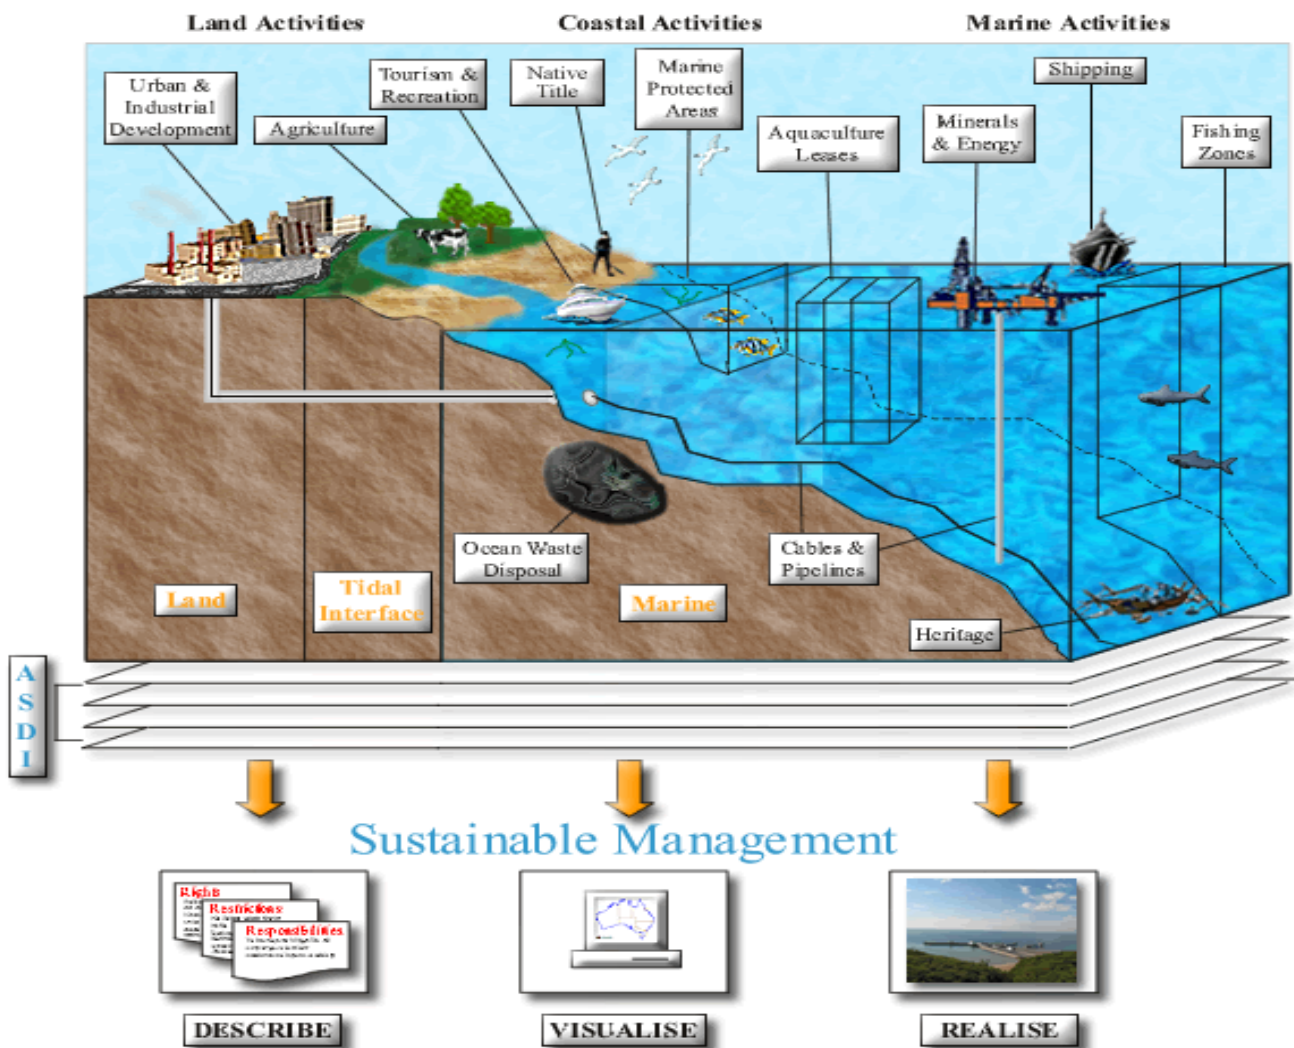 Land Activities
Coastal Activities
Marine Activities
Urban &
Industrial
Development
Agriculture
Tourism &
Recreation
Native
Title
Marine
Protected
Areas
Aquaculture
Leases
Minerals
& Energy
Shipping
Fishing
Zones
Ocean Waste
Disposal
Cables &
Pipelines
Heritage
Land
Tidal
Interface
Marine
A
S
D
I
Sustainable Management
Rights
Restrictions
Responsibilities
DESCRIBE
VISUALISE
REALISE